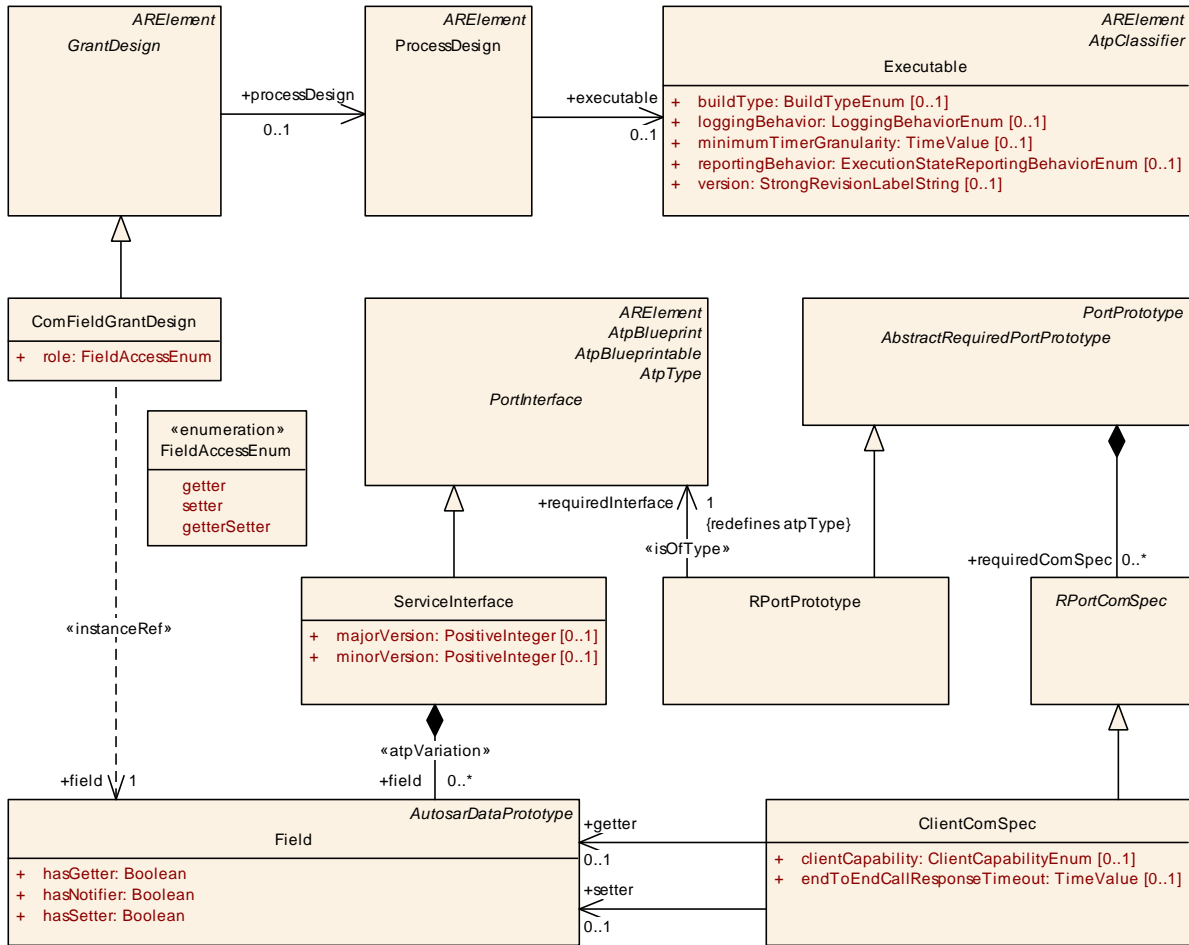 ARElement
GrantDesign
+processDesign
0..1
ARElement
ProcessDesign
+executable
0..1
ARElement
AtpClassifier
Executable
+ buildType: BuildTypeEnum [0..1]
+ loggingBehavior: LoggingBehaviorEnum [0..1]
+ minimumTimerGranularity: TimeValue [0..1]
+ reportingBehavior: ExecutionStateReportingBehaviorEnum [0..1]
+ version: StrongRevisionLabelString [0..1]
ComFieldGrantDesign
+ role: FieldAccessEnum
«enumeration»
FieldAccessEnum
getter
setter
getterSetter
ARElement
AtpBlueprint
AtpBlueprintable
AtpType
PortInterface
PortPrototype
AbstractRequiredPortPrototype
+requiredInterface
1
{redefines atpType}
«isOfType»
+requiredComSpec
0..*
«instanceRef»
ServiceInterface
+ majorVersion: PositiveInteger [0..1]
+ minorVersion: PositiveInteger [0..1]
RPortPrototype
RPortComSpec
«atpVariation»
+field
0..*
+field
1
AutosarDataPrototype
Field
+ hasGetter: Boolean
+ hasNotifier: Boolean
+ hasSetter: Boolean
+getter
0..1
+setter
0..1
ClientComSpec
+ clientCapability: ClientCapabilityEnum [0..1]
+ endToEndCallResponseTimeout: TimeValue [0..1]